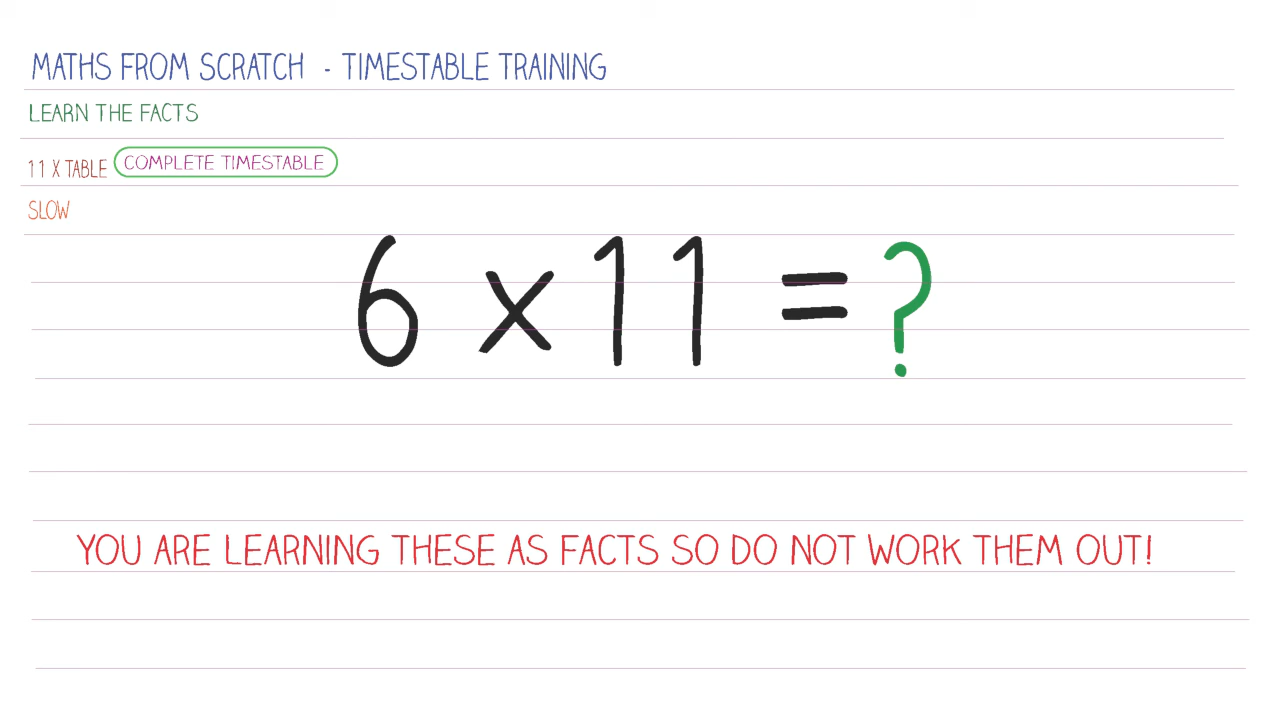 MATHS FROM SCRATCH - TIMESTABLE TRAINING
LEARN THE FACTS
11 X TABLE COMPLETE TIMESTABLE
SLOW
6 x 11 = ?
YOU ARE LEARNING THESE AS FACTS SO DO NOT WORK THEM OUT!